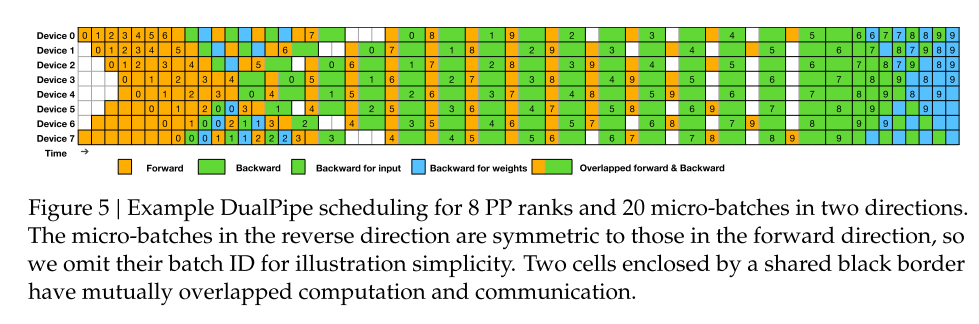 Device 0 0 1 2 3 4 5 6 7 0 8 1 9 2 3 4 5 6 6 7 7 8 8 9 9
Device 1 0 1 2 3 4 5 6 0 7 1 8 2 9 3 4 5 6 7 8 7 9 8 9
Device 2 0 1 2 3 4 5 0 6 1 7 2 8 3 9 4 5 6 7 8 7 9 8 9
Device 3 0 1 2 3 4 0 5 1 6 2 7 3 8 4 9 5 6 7 8 9 8 9
Device 4 0 1 2 3 0 4 1 5 2 6 3 7 4 8 5 9 6 7 8 9 9
Device 5 0 1 2 0 0 3 1 4 2 5 3 6 4 7 5 8 6 9 7 8 9 9
Device 6 0 1 0 0 2 1 1 3 2 4 3 5 4 6 5 7 6 8 7 9 8 9
Device 7 0 0 0 1 1 1 2 2 2 3 3 4 4 5 5 6 6 7 7 8 8 9 9
Time →
Forward Backward Backward for input Backward for weights Overlapped forward & Backward
Figure 5 | Example DualPipe scheduling for 8 PP ranks and 20 micro-batches in two directions.
The micro-batches in the reverse direction are symmetric to those in the forward direction, so
we omit their batch ID for illustration simplicity. Two cells enclosed by a shared black border
have mutually overlapped computation and communication.